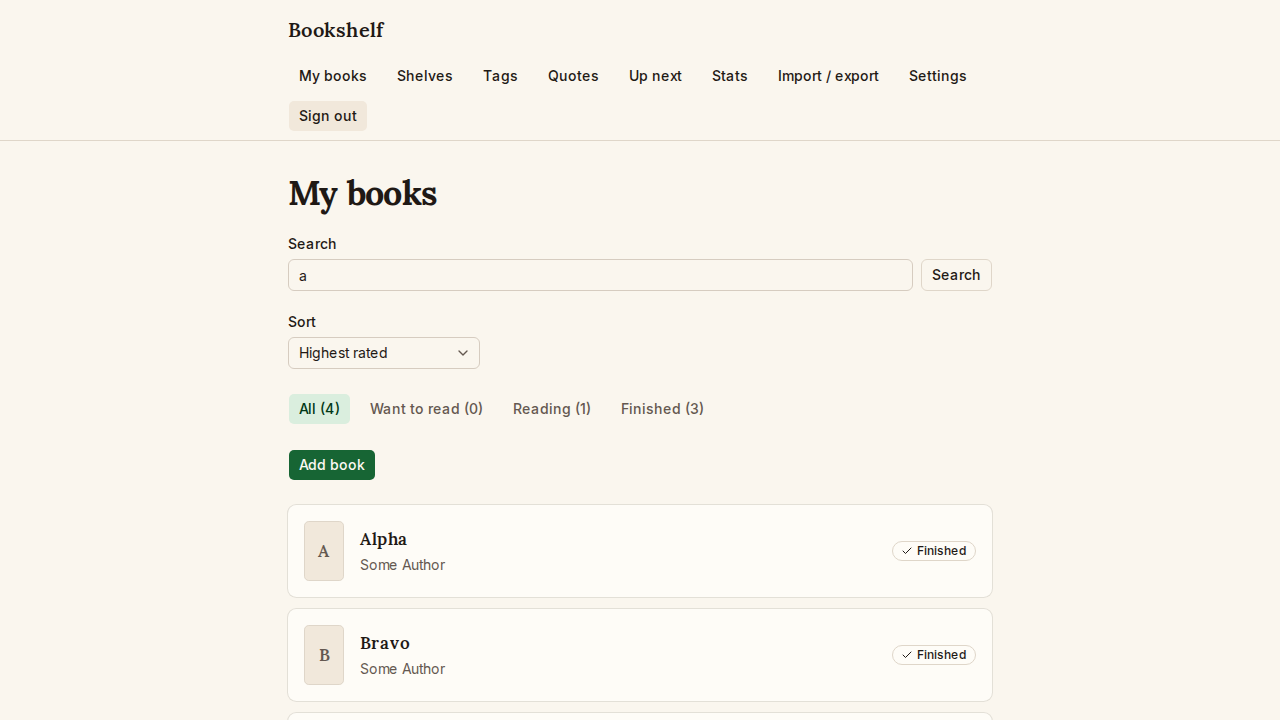 Bookshelf
My books Shelves Tags Quotes Up next Stats Import / export Settings
Sign out
My books
Search
a Search
Sort
Highest rated
All (4) Want to read (0) Reading (1) Finished (3)
Add book
A Alpha
Some Author
Finished
B Bravo
Some Author
Finished